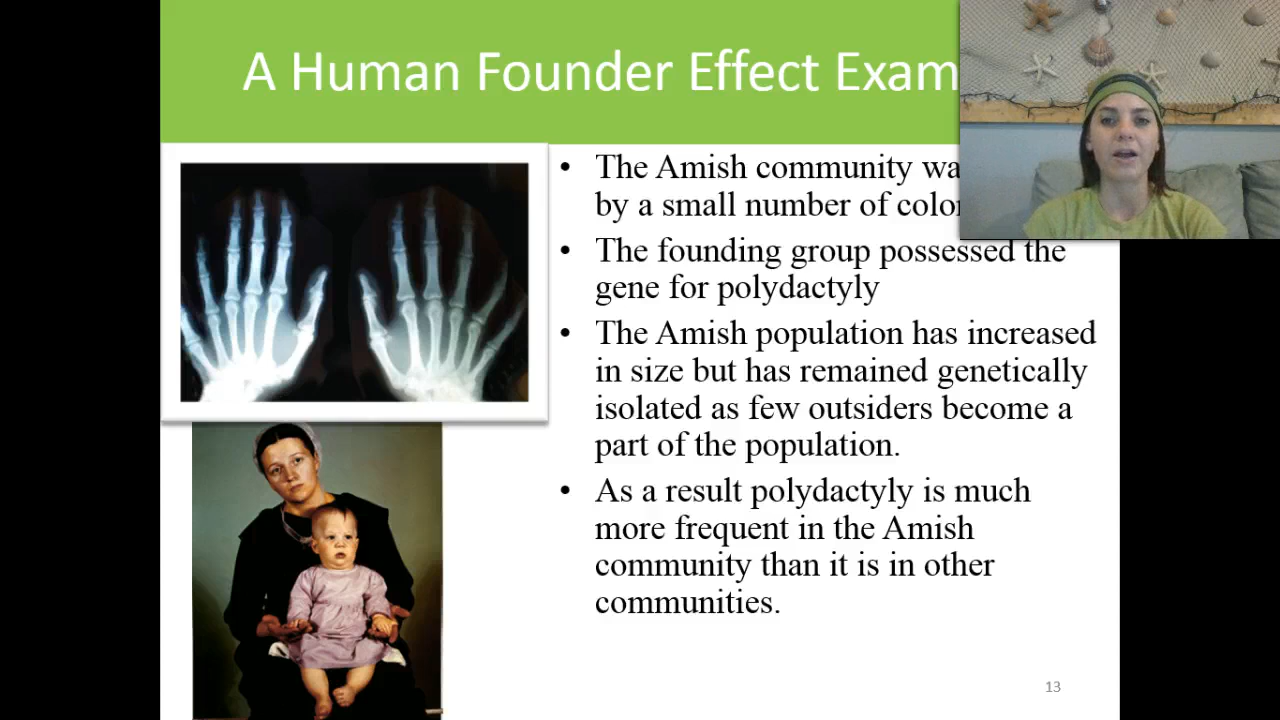 A Human Founder Effect Exam
• The Amish community wa
by a small number of colon
• The founding group possessed the
gene for polydactyly
• The Amish population has increased
in size but has remained genetically
isolated as few outsiders become a
part of the population.
• As a result polydactyly is much
more frequent in the Amish
community than it is in other
communities.
13